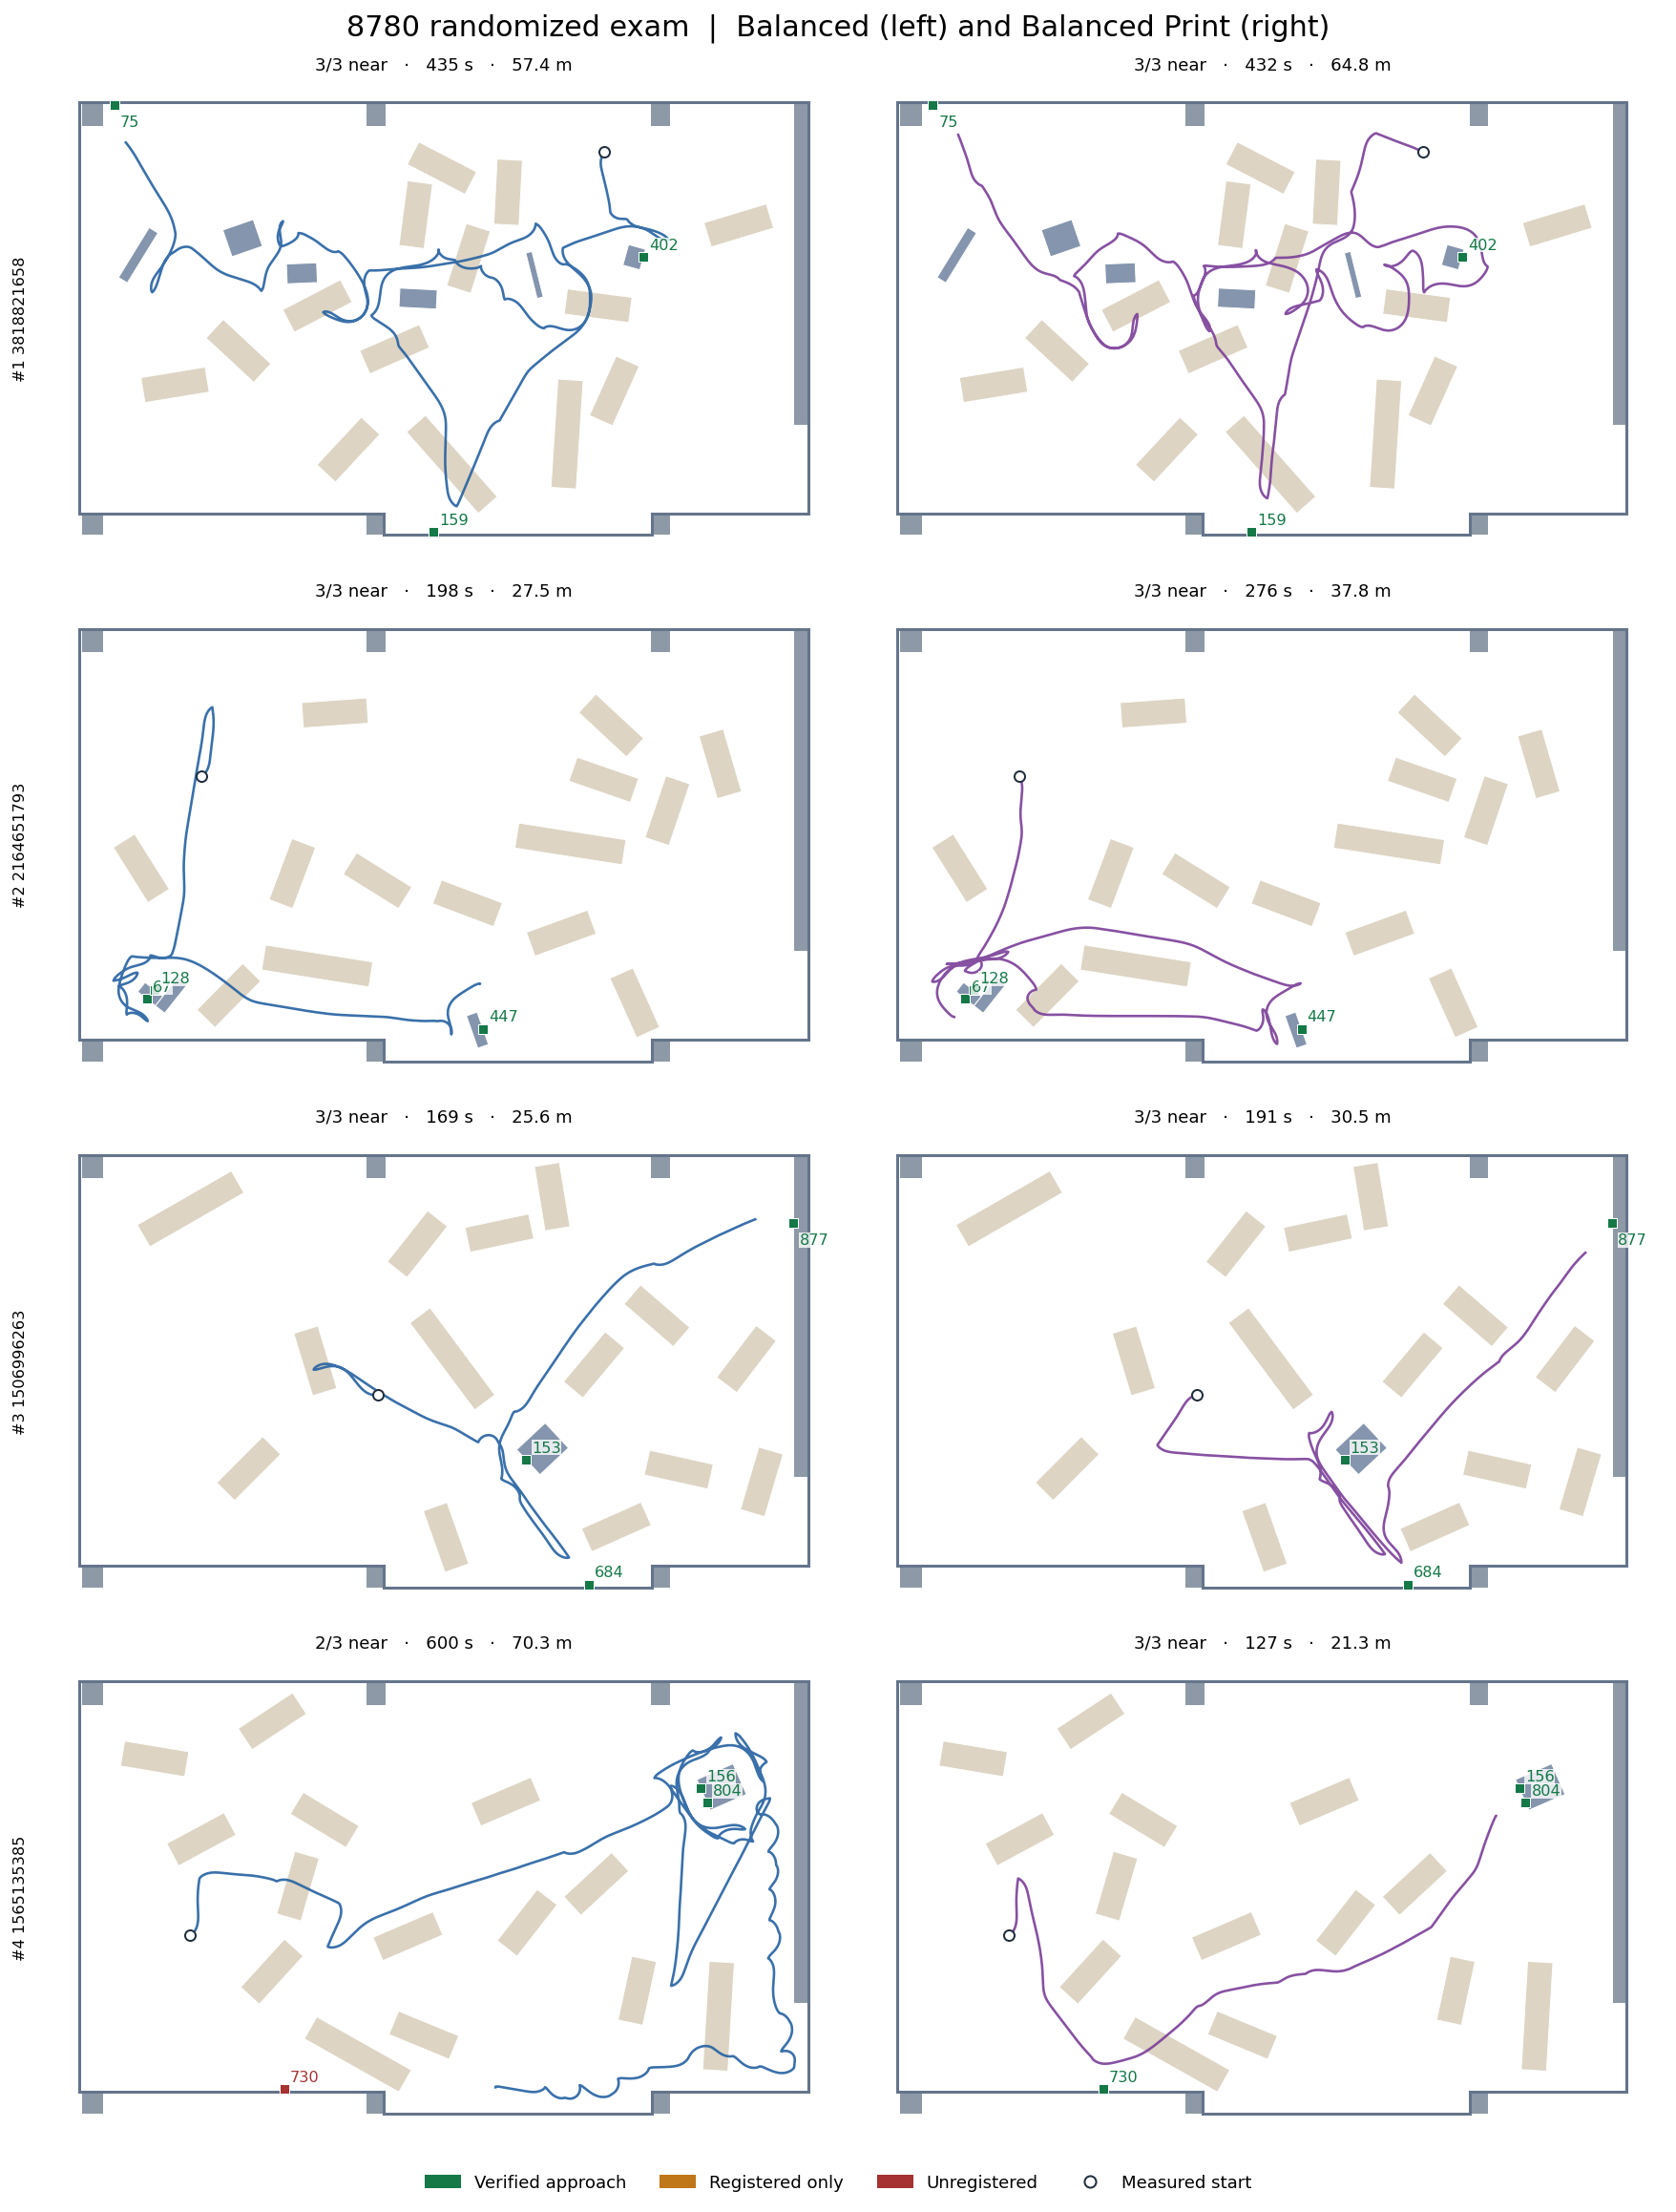 8780 randomized exam | Balanced (left) and Balanced Print (right)
3/3 near · 435 s · 57.4 m
3/3 near · 432 s · 64.8 m
#1 3818821658
75
402
159
75
402
159
3/3 near · 198 s · 27.5 m
3/3 near · 276 s · 37.8 m
#2 2164651793
128
67
447
128
67
447
3/3 near · 169 s · 25.6 m
3/3 near · 191 s · 30.5 m
#3 1506996263
877
153
684
877
153
684
2/3 near · 600 s · 70.3 m
3/3 near · 127 s · 21.3 m
#4 1565135385
156
804
730
156
804
730
Verified approach
Registered only
Unregistered
Measured start